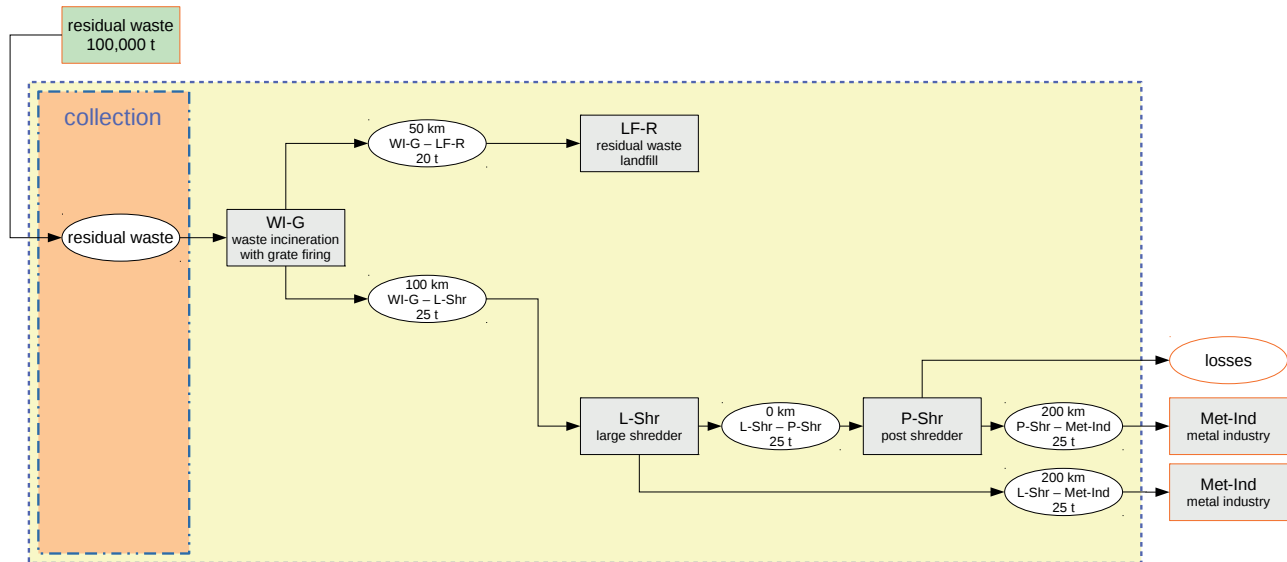 residual waste
100,000 t
collection
50 km
WI-G – LF-R
20 t
LF-R
residual waste
landfill
residual waste
WI-G
waste incineration
with grate firing
100 km
WI-G – L-Shr
25 t
losses
L-Shr
large shredder
0 km
L-Shr – P-Shr
25 t
P-Shr
post shredder
200 km
P-Shr – Met-Ind
25 t
Met-Ind
metal industry
200 km
L-Shr – Met-Ind
25 t
Met-Ind
metal industry